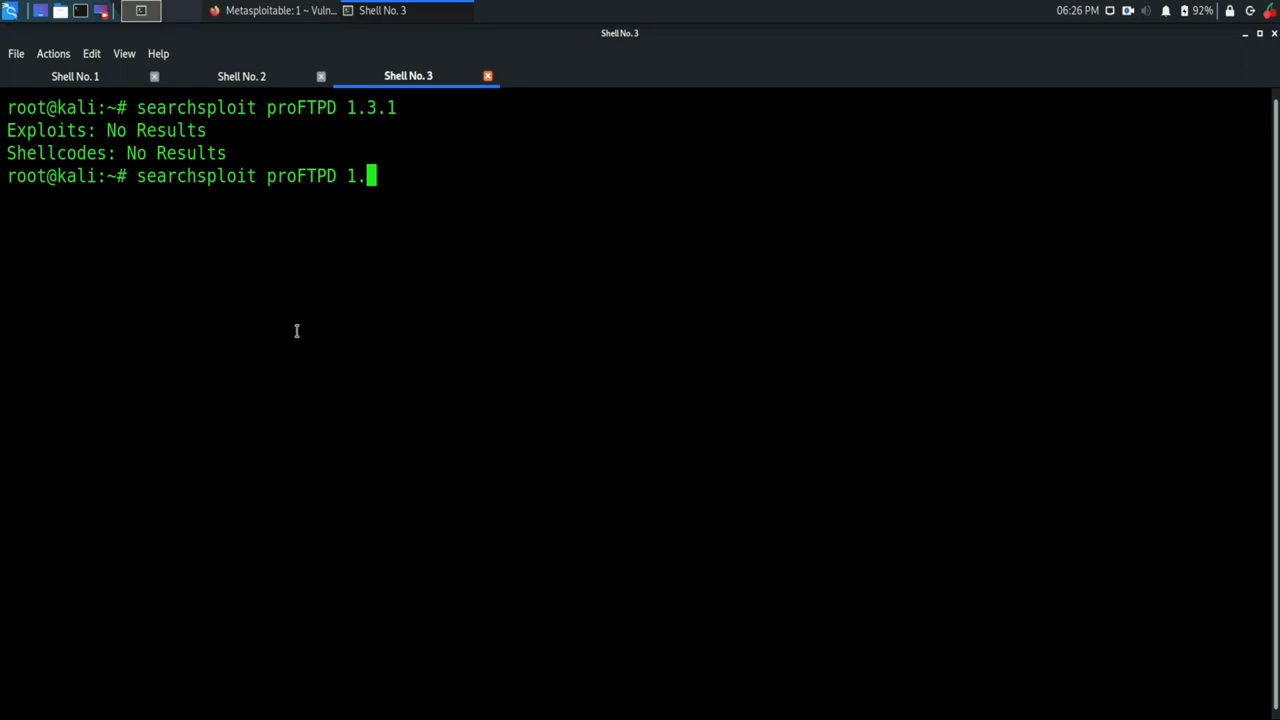 Metasploitable: 1 ~ Vuln... Shell No. 3 06:26 PM 92%
Shell No. 3
File Actions Edit View Help
Shell No. 1 Shell No. 2 Shell No. 3
root@kali:~# searchsploit proFTPD 1.3.1
Exploits: No Results
Shellcodes: No Results
root@kali:~# searchsploit proFTPD 1.